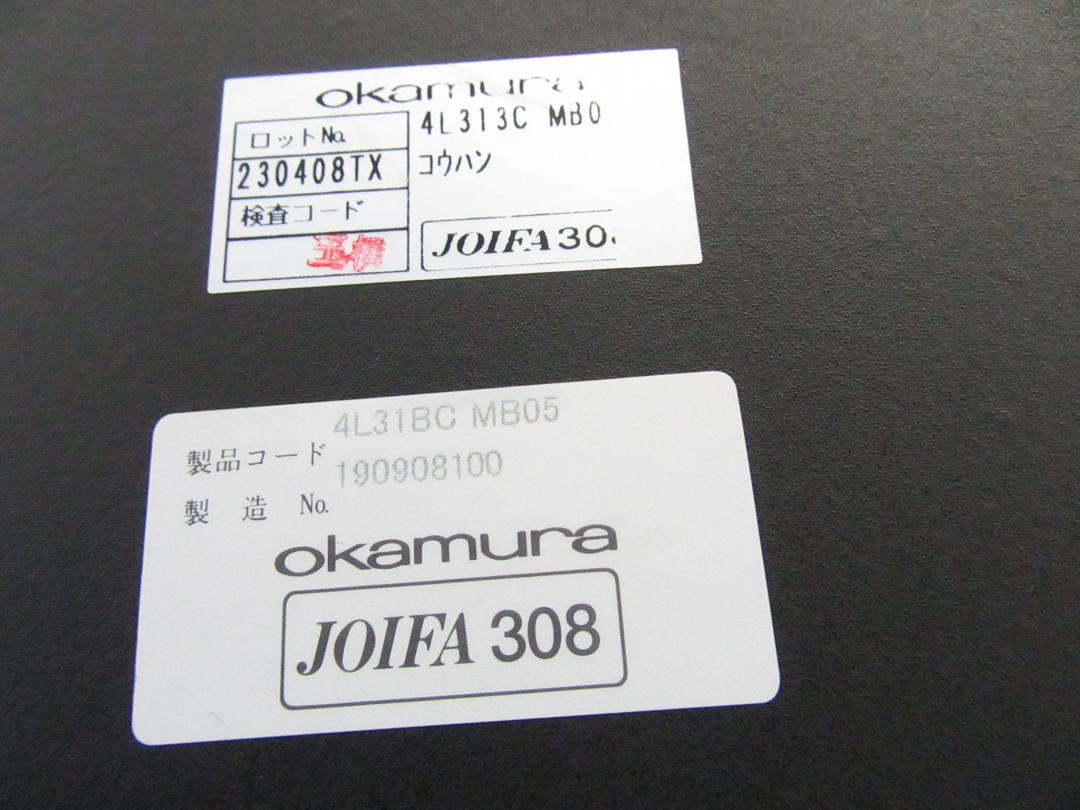 okamura
ロットNo.
230408TX
検査コード
4L313C MB0
コウハン
JOIFA30
4L31BC MB05
製品コード
190908100
製 造 No.
okamura
JOIFA 308